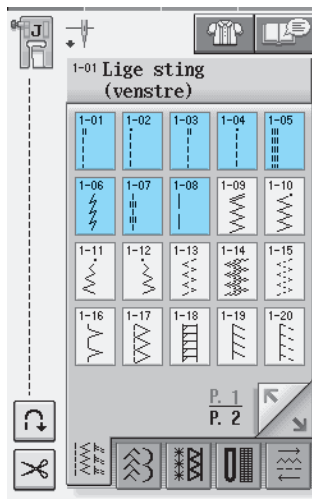 J
1-01 Lige sting
(venstre)
1-01 1-02 1-03 1-04 1-05
1-06 1-07 1-08 1-09 1-10
1-11 1-12 1-13 1-14 1-15
1-16 1-17 1-18 1-19 1-20
P. 1
P. 2